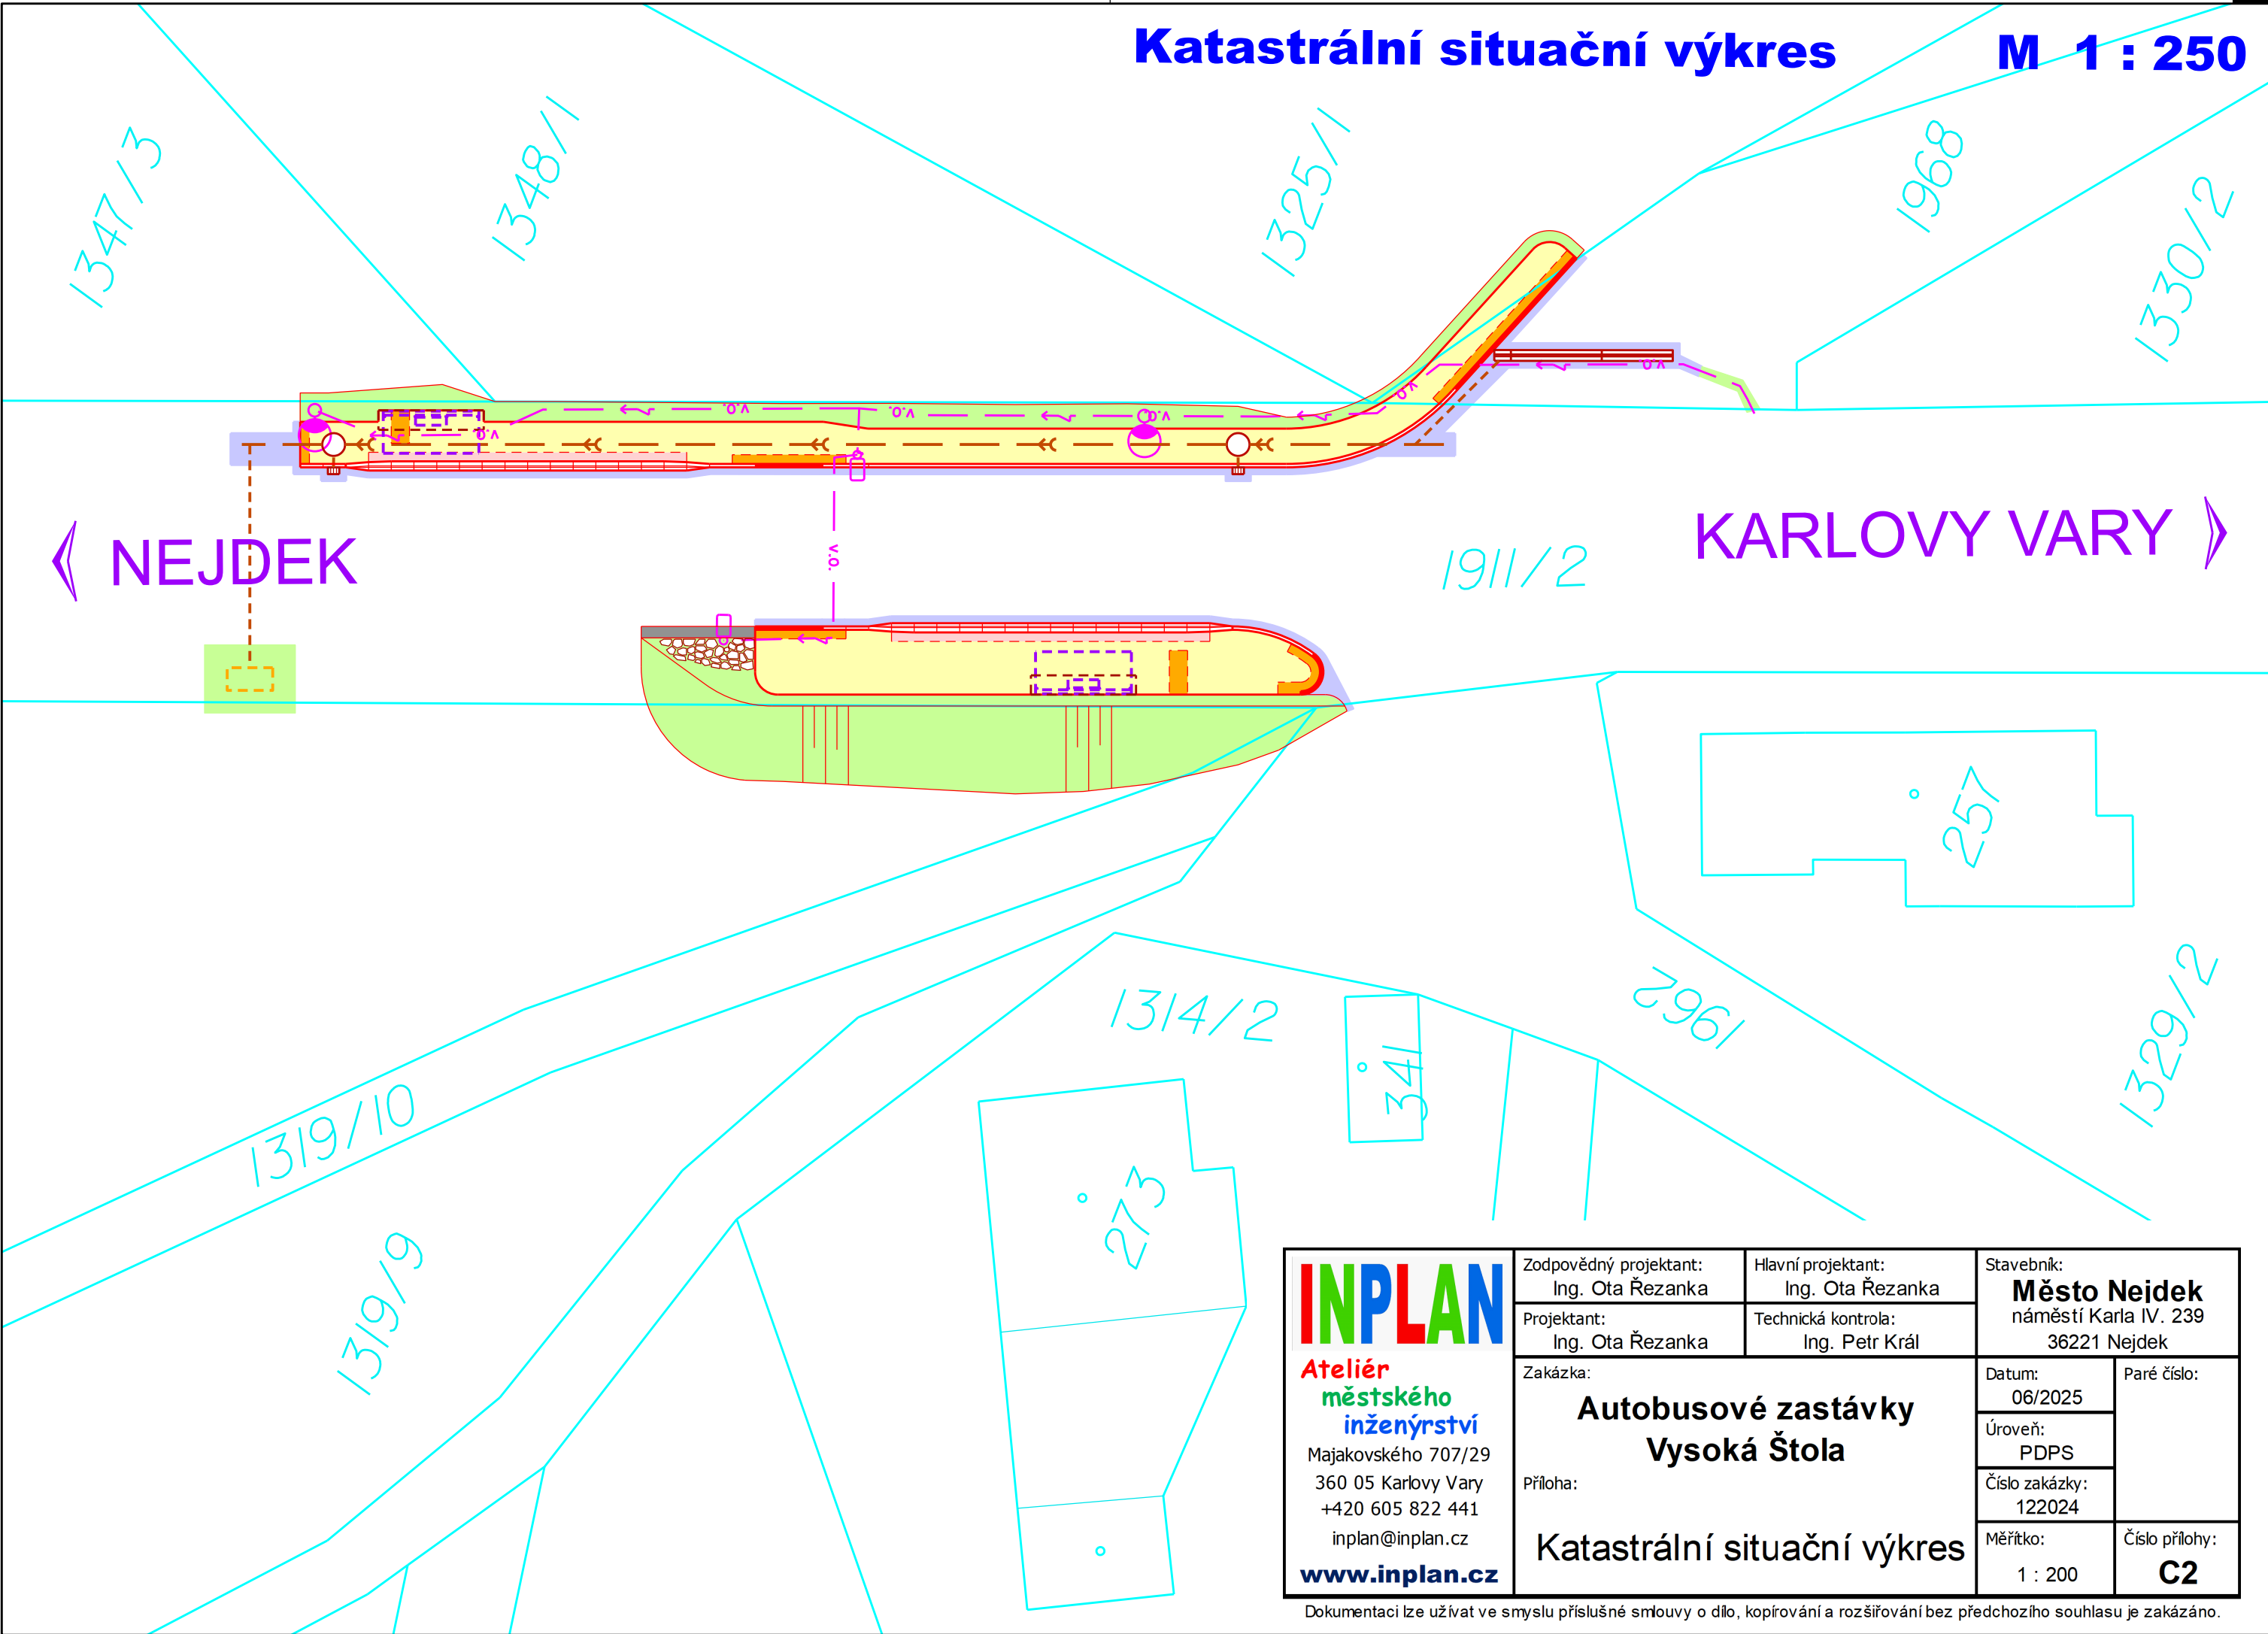 Katastrální situační výkres
M 1 : 250
1347/3
1348/1
1325/1
1968
1330/2
v.o.
v.o.
v.o.
v.o.
v.o.
v.o.
v.o.
NEJDEK
KARLOVY VARY
1911/2
257
1314/2
341
1962
1329/2
1319/10
273
1319/9
INPLAN
Ateliér
městského
inženýrství
Majakovského 707/29
360 05 Karlovy Vary
+420 605 822 441
inplan@inplan.cz
www.inplan.cz
Zodpovědný projektant:
Ing. Ota Řezanka
Hlavní projektant:
Ing. Ota Řezanka
Projektant:
Ing. Ota Řezanka
Technická kontrola:
Ing. Petr Král
Stavebník:
Město Nejdek
náměstí Karla IV. 239
36221 Nejdek
Zakázka:
Autobusové zastávky
Vysoká Štola
Příloha:
Katastrální situační výkres
Datum:
06/2025
Paré číslo:
Úroveň:
PDPS
Číslo zakázky:
122024
Měřítko:
1 : 200
Číslo přílohy:
C2
Dokumentaci lze užívat ve smyslu příslušné smlouvy o dílo, kopírování a rozšiřování bez předchozího souhlasu je zakázáno.